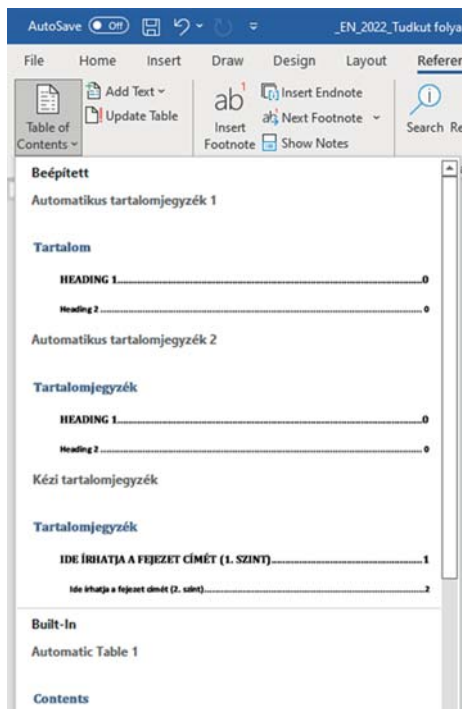 AutoSave Off _EN_2022_Tudkut folya
File Home Insert Draw Design Layout Referen
Table of Contents
Add Text
Update Table
ab1
Insert Footnote
Insert Endnote
Next Footnote
Show Notes
Search Re
Beépített
Automatikus tartalomjegyzék 1
Tartalom
HEADING 1...0
Heading 2...0
Automatikus tartalomjegyzék 2
Tartalomjegyzék
HEADING 1...0
Heading 2...0
Kézi tartalomjegyzék
Tartalomjegyzék
IDE ÍRHATJA A FEJEZET CÍMÉT (1. SZINT)...1
Ide írhatja a fejezet címét (2. szint)...2
Built-In
Automatic Table 1
Contents